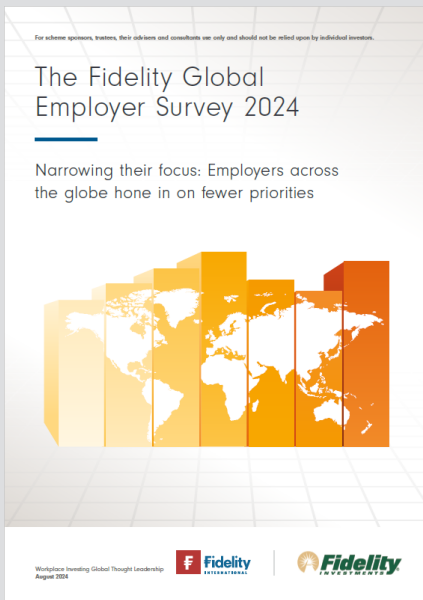 For scheme sponsors, trustees, their advisers and consultants use only and should not be relied upon by individual investors.
The Fidelity Global
Employer Survey 2024
Narrowing their focus: Employers across
the globe hone in on fewer priorities
Workplace Investing Global Thought Leadership
August 2024
Fidelity
INTERNATIONAL
Fidelity
INVESTMENTS